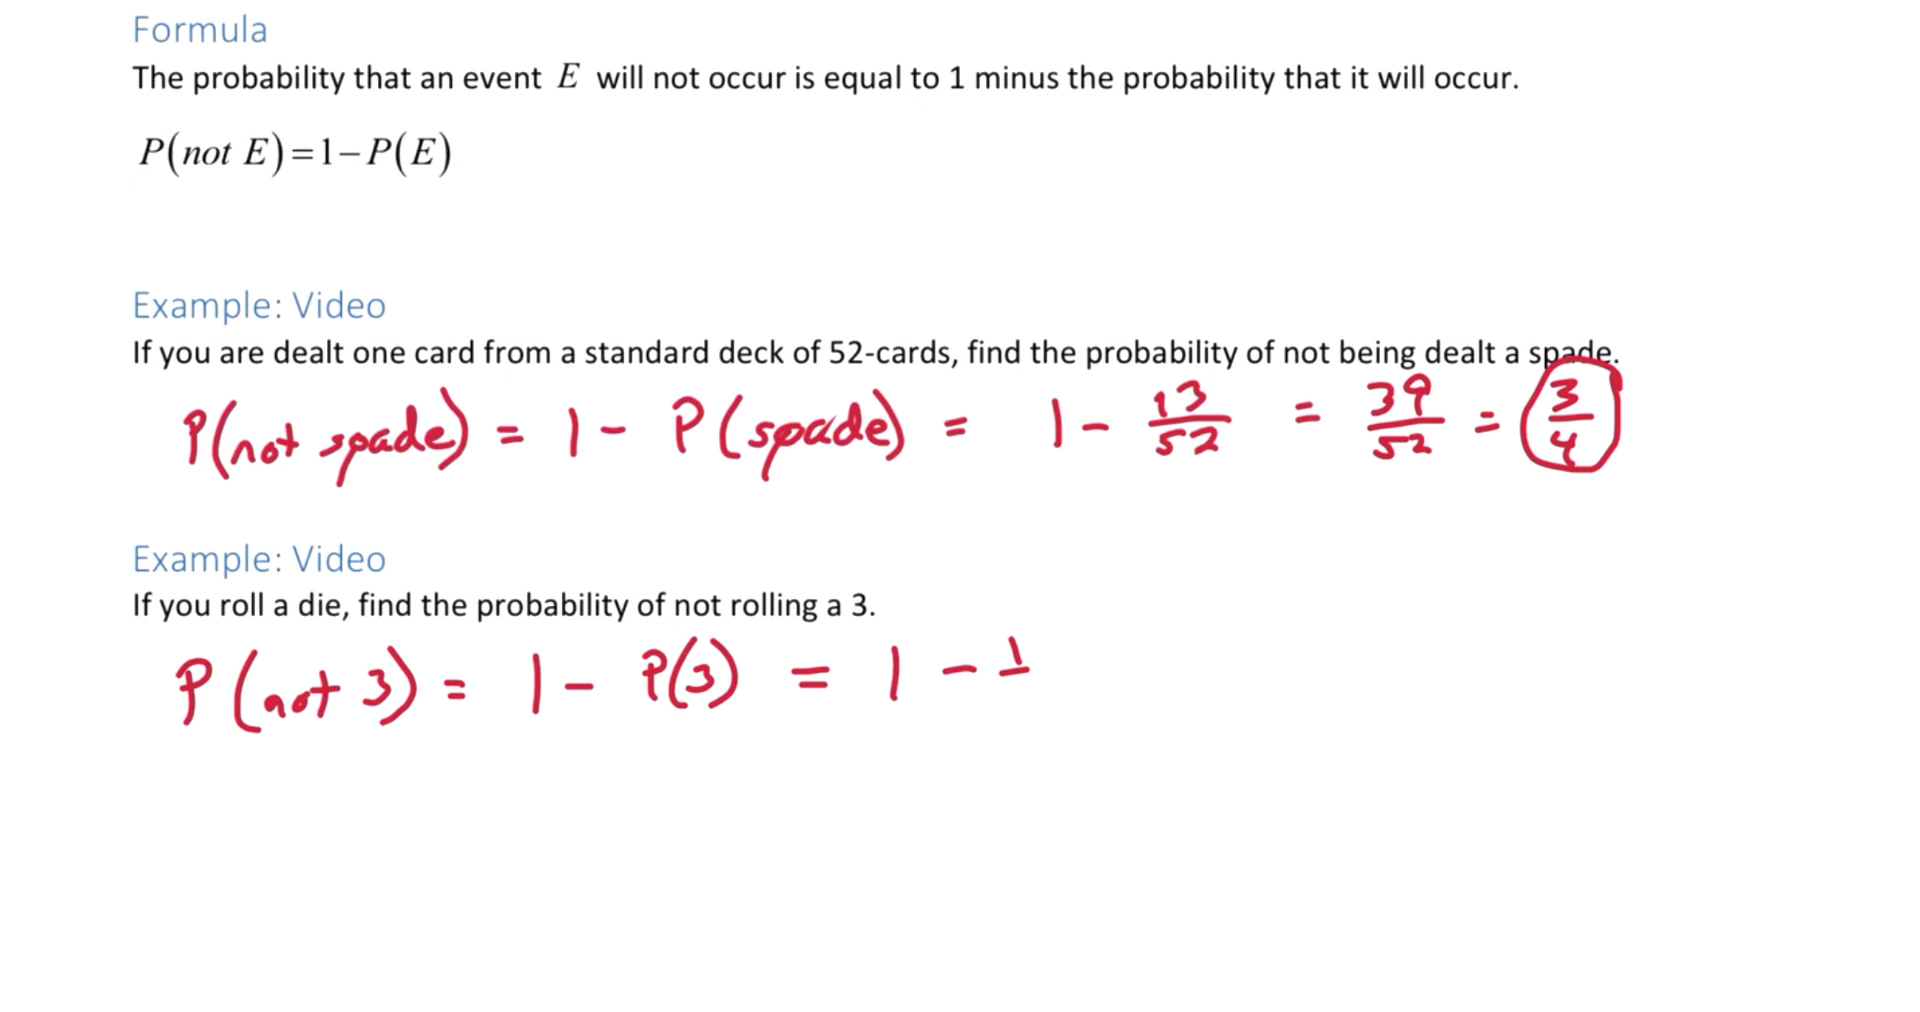 Formula
The probability that an event E will not occur is equal to 1 minus the probability that it will occur.
P(not E)=1−P(E)
Example: Video
If you are dealt one card from a standard deck of 52-cards, find the probability of not being dealt a spade.
P(not spade) = 1 - P(spade) = 1 - 13/52 = 39/52 = 3/4
Example: Video
If you roll a die, find the probability of not rolling a 3.
P(not 3) = 1 - P(3) = 1 - 1